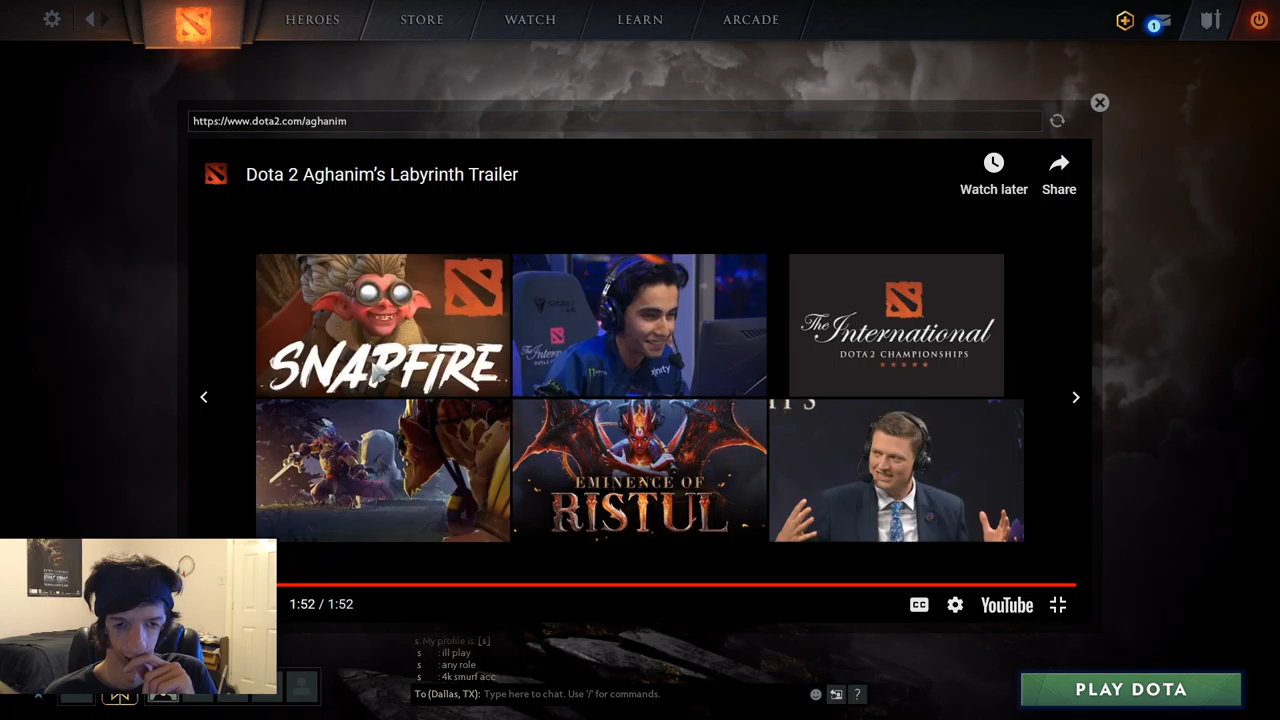 HEROES
STORE
WATCH
LEARN
ARCADE
1
https://www.dota2.com/aghanim
Dota 2 Aghanim's Labyrinth Trailer
Watch later
Share
SNAPFIRE
The International
DOTA 2 CHAMPIONSHIPS
EMINENCE OF
RISTUL
1:52 / 1:52
CC
YouTube
s: My profile is: [s]
s : ill play
s : any role
s : 4k smurf acc
To (Dallas, TX): Type here to chat. Use '/' for commands.
?
PLAY DOTA